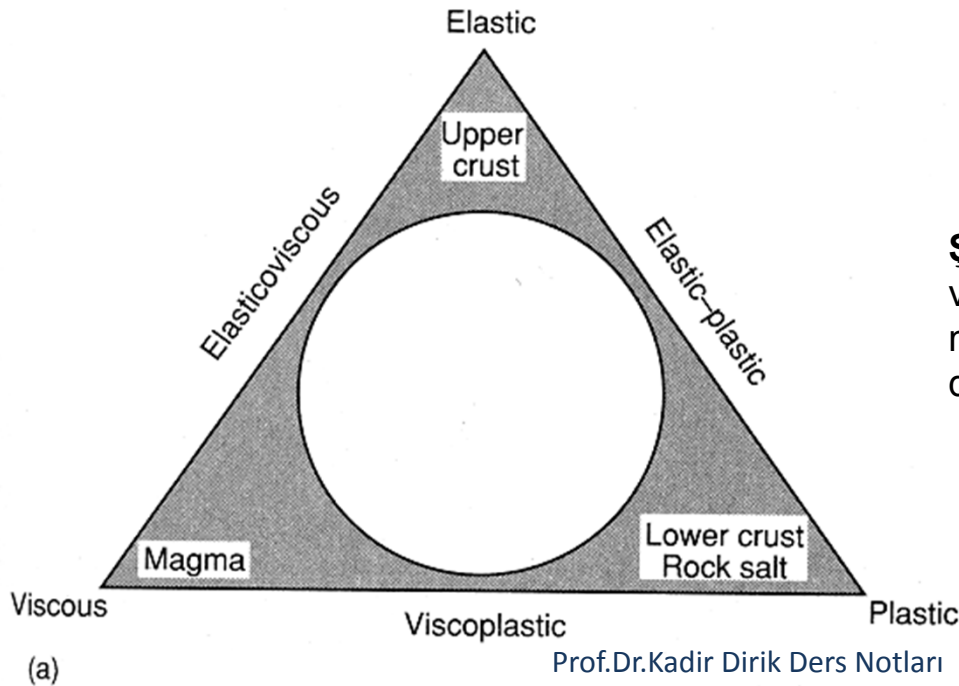 Elastic
Upper
crust
Elasticoviscous
Elastic–plastic
Magma
Lower crust
Rock salt
Viscous
Viscoplastic
Plastic
(a)
Prof.Dr.Kadir Dirik Ders Notları